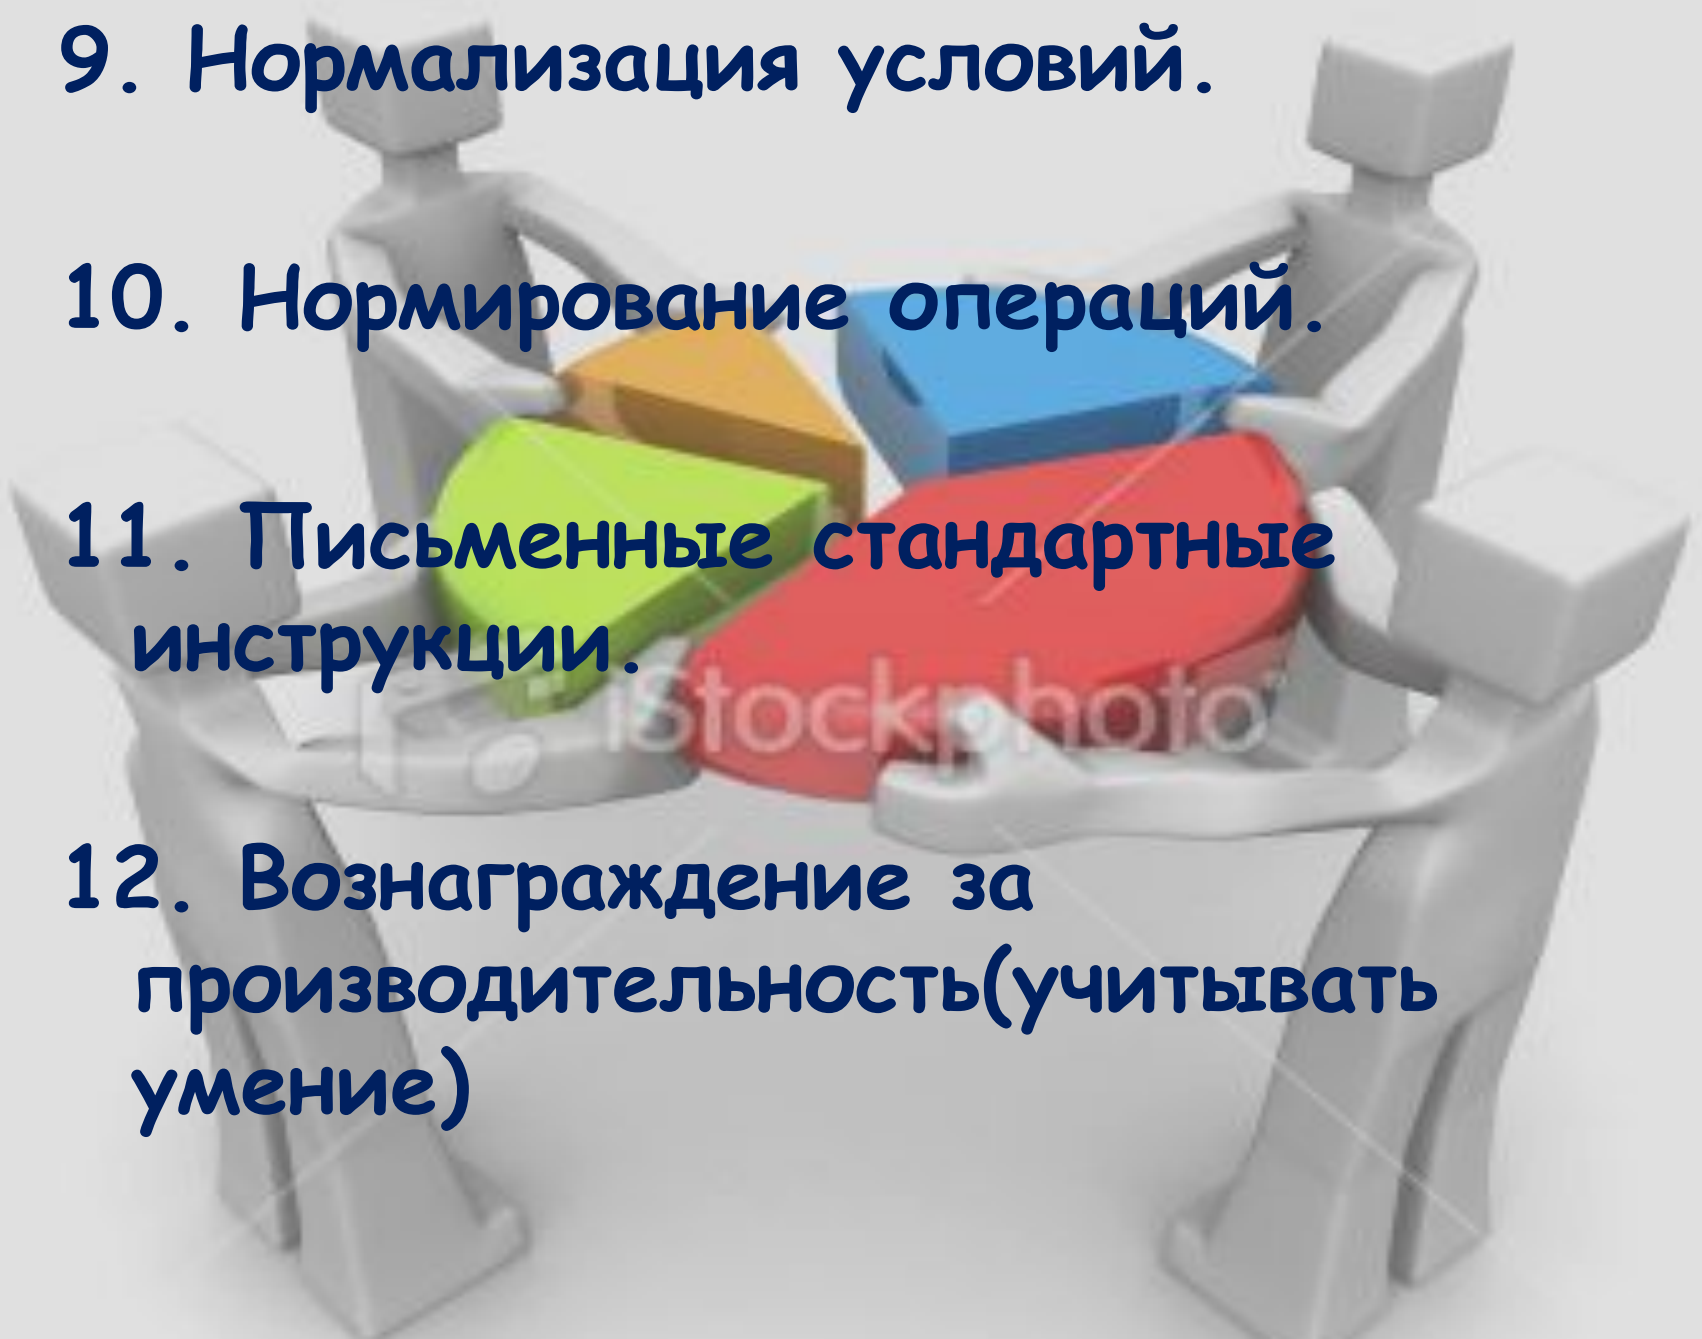 9. Нормализация условий.
10. Нормирование операций.
11. Письменные стандартные
инструкции.
iStockphoto
12. Вознаграждение за
производительность(учитывать
умение)